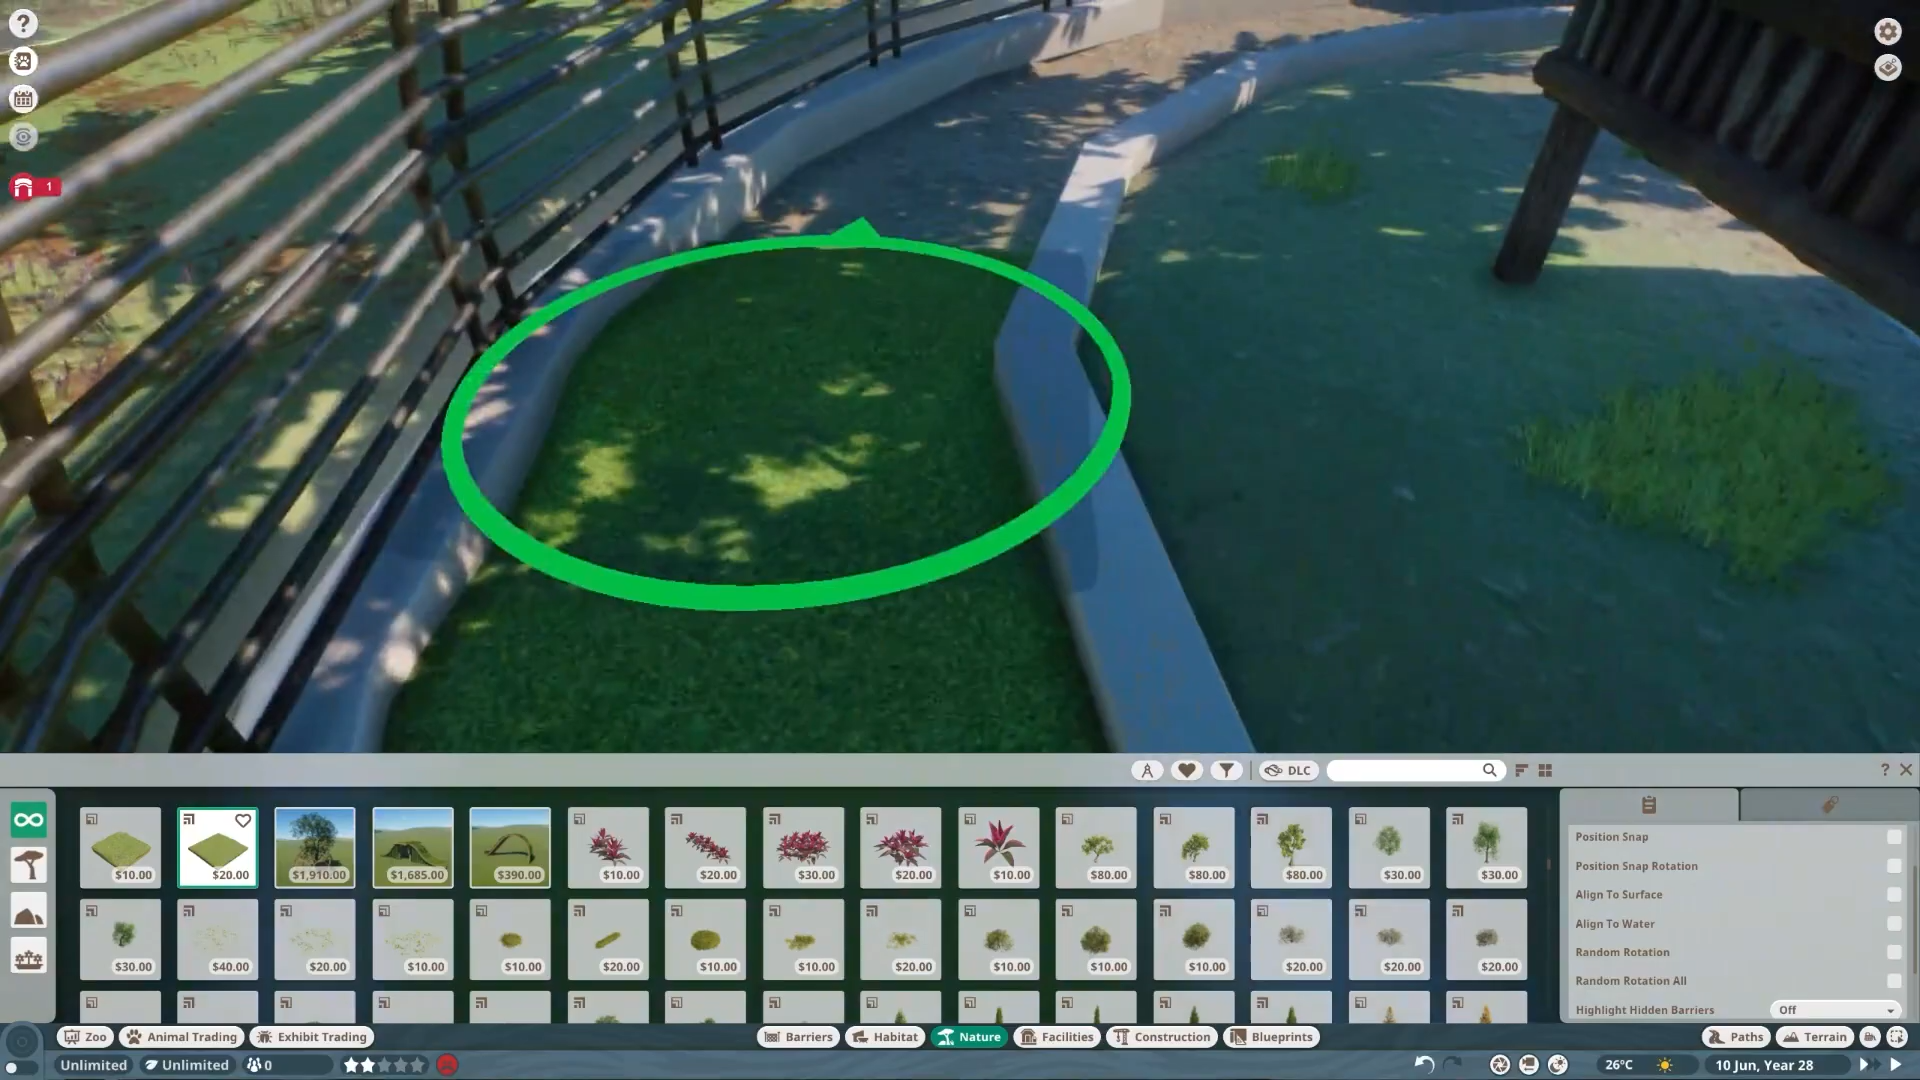 ?
1
DLC
?
$10.00 $20.00 $1,910.00 $1,685.00 $390.00 $10.00 $20.00 $30.00 $20.00 $10.00 $80.00 $80.00 $80.00 $30.00 $30.00
$30.00 $40.00 $20.00 $10.00 $10.00 $20.00 $10.00 $10.00 $20.00 $10.00 $10.00 $10.00 $20.00 $20.00 $20.00
Position Snap
Position Snap Rotation
Align To Surface
Align To Water
Random Rotation
Random Rotation All
Highlight Hidden Barriers Off
Zoo Animal Trading Exhibit Trading Barriers Habitat Nature Facilities Construction Blueprints Paths Terrain
Unlimited Unlimited 0 26°C 10 Jun, Year 28